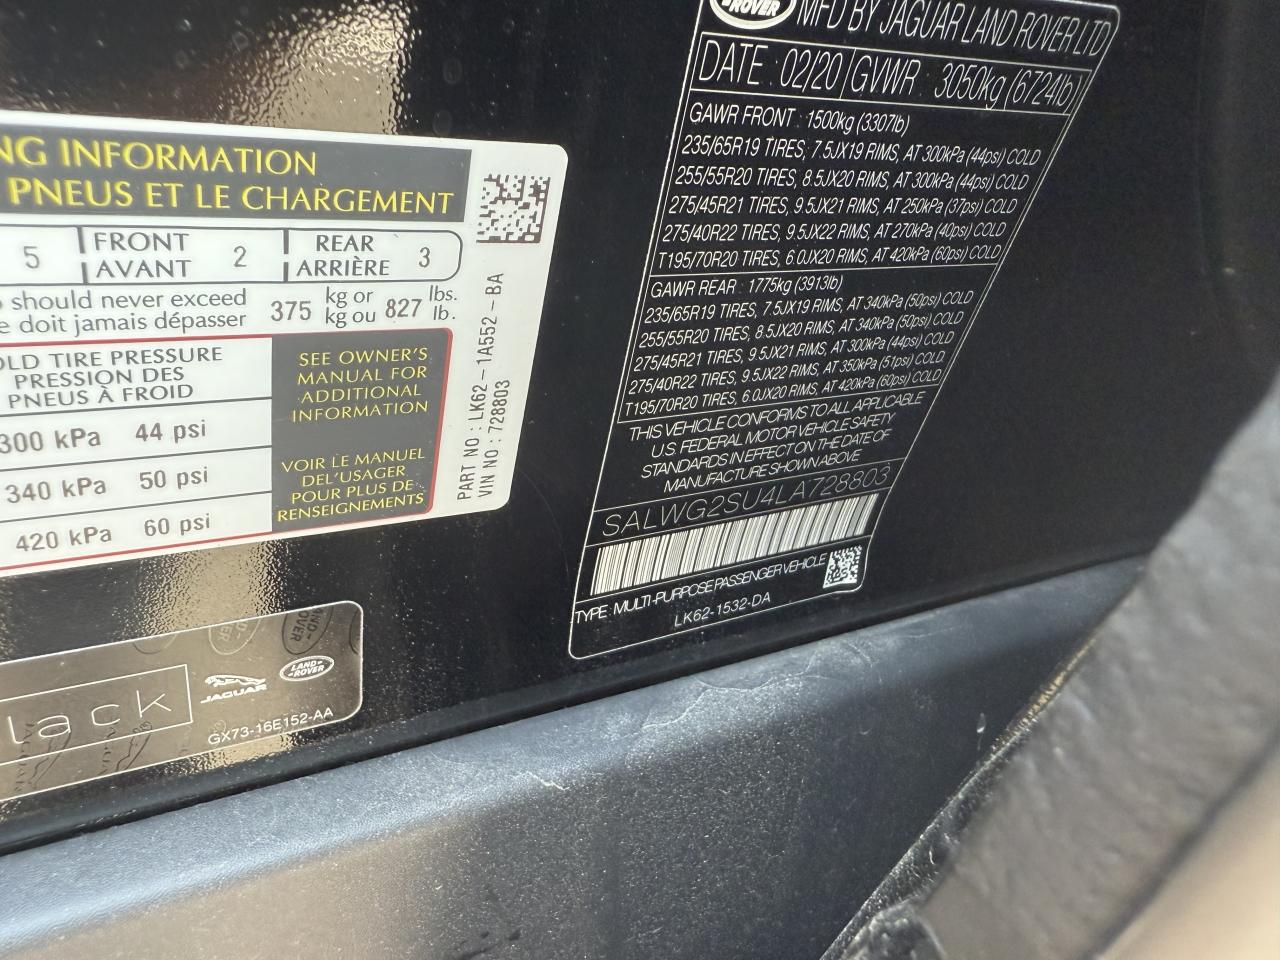 NG INFORMATION
PNEUS ET LE CHARGEMENT
5 FRONT AVANT 2 REAR ARRIÈRE 3
should never exceed
e doit jamais dépasser
375 kg or kg ou 827 lbs. lb.
OLD TIRE PRESSURE
PRESSION DES
PNEUS À FROID
300 kPa 44 psi
340 kPa 50 psi
420 kPa 60 psi
SEE OWNER'S
MANUAL FOR
ADDITIONAL
INFORMATION
VOIR LE MANUEL
DEL'USAGER
POUR PLUS DE
RENSEIGNEMENTS
PART NO : LK62-1A552-BA
VIN NO : 728803
lack
JAGUAR
LAND-ROVER
GX73-16E152-AA
-ROVER
MFD BY JAGUAR LAND ROVER LTD
DATE : 02/20 GVWR : 3050kg (6724lb)
GAWR FRONT : 1500kg (3307lb)
235/65R19 TIRES, 7.5JX19 RIMS, AT 300kPa (44psi) COLD
255/55R20 TIRES, 8.5JX20 RIMS, AT 300kPa (44psi) COLD
275/45R21 TIRES, 9.5JX21 RIMS, AT 250kPa (37psi) COLD
275/40R22 TIRES, 9.5JX22 RIMS, AT 270kPa (40psi) COLD
T195/70R20 TIRES, 6.0JX20 RIMS, AT 420kPa (60psi) COLD
GAWR REAR : 1775kg (3913lb)
235/65R19 TIRES, 7.5JX19 RIMS, AT 340kPa (50psi) COLD
255/55R20 TIRES, 8.5JX20 RIMS, AT 340kPa (50psi) COLD
275/45R21 TIRES, 9.5JX21 RIMS, AT 300kPa (44psi) COLD
275/40R22 TIRES, 9.5JX22 RIMS, AT 350kPa (51psi) COLD
T195/70R20 TIRES, 6.0JX20 RIMS, AT 420kPa (60psi) COLD
THIS VEHICLE CONFORMS TO ALL APPLICABLE
U.S. FEDERAL MOTOR VEHICLE SAFETY
STANDARDS IN EFFECT ON THE DATE OF
MANUFACTURE SHOWN ABOVE
SALWG2SU4LA728803
TYPE : MULTI-PURPOSE PASSENGER VEHICLE
LK62-1532-DA